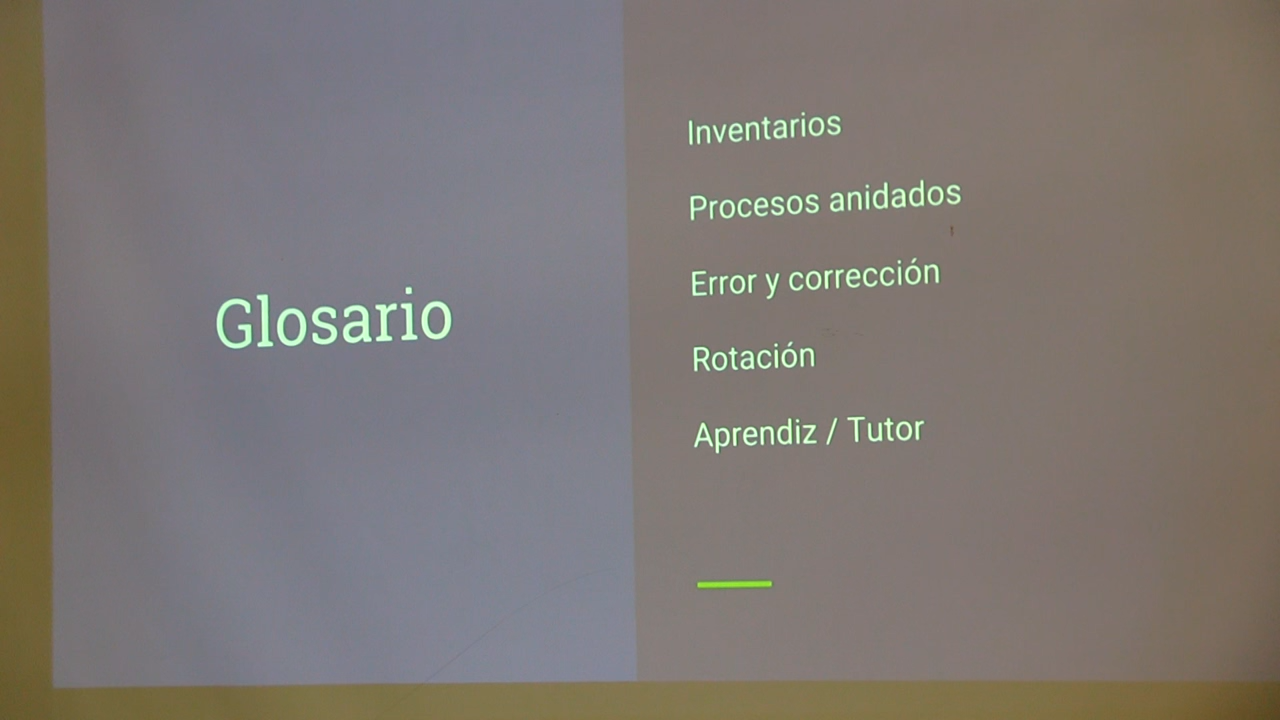 Glosario
Inventarios
Procesos anidados
Error y corrección
Rotación
Aprendiz / Tutor